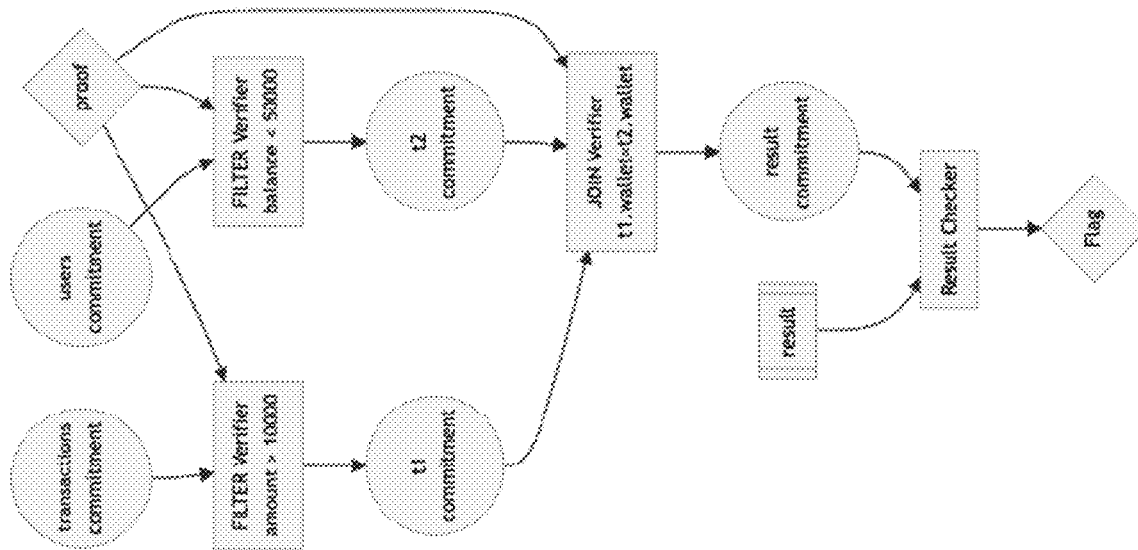 transactions
commitment
users
commitment
proof
FILTER Verifier
amount > 10000
FILTER Verifier
balance < 50000
t1
commitment
t2
commitment
JOIN Verifier
t1.wallet=t2.wallet
result
result
commitment
Result Checker
Flag